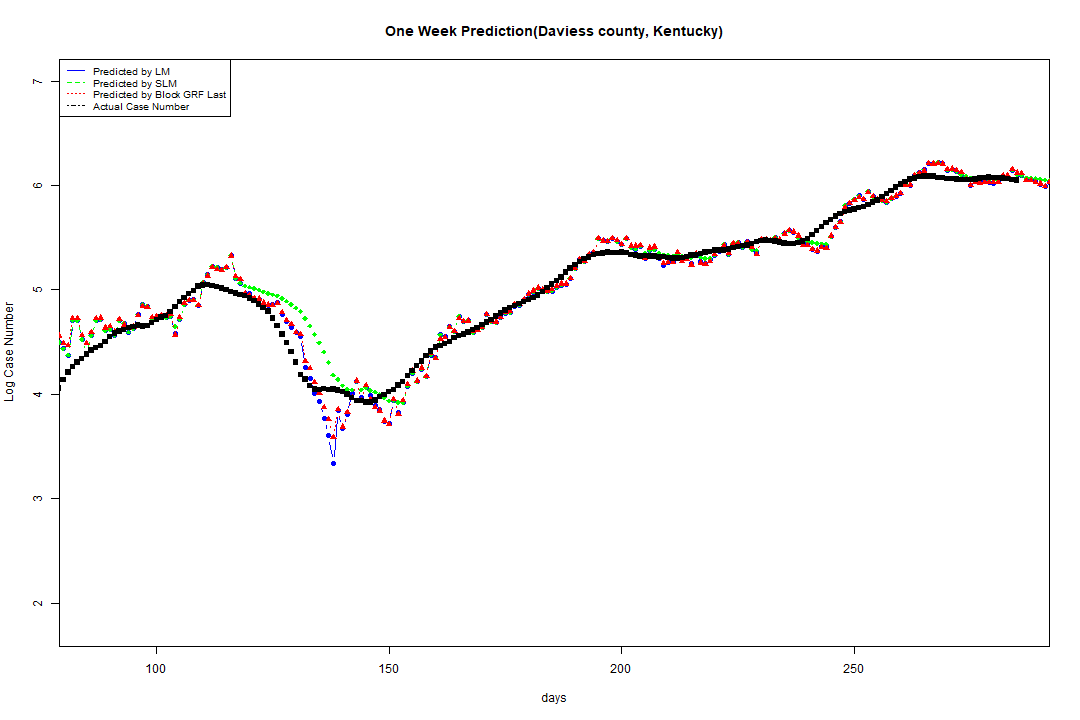 One Week Prediction(Daviess county, Kentucky)
Predicted by LM
Predicted by SLM
Predicted by Block GRF Last
Actual Case Number
7
6
5
4
3
2
Log Case Number
100 150 200 250
days